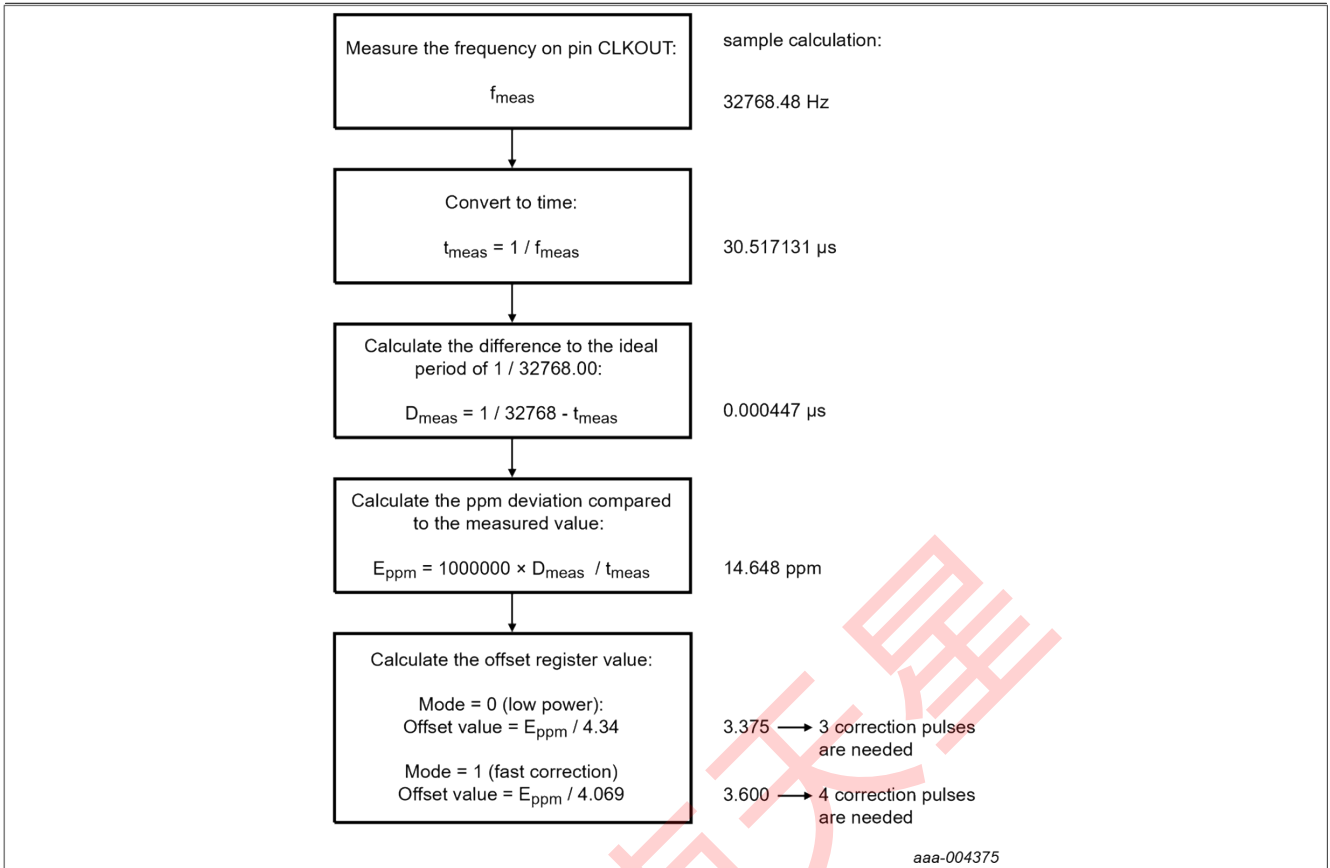 Measure the frequency on pin CLKOUT:
fmeas
sample calculation:
32768.48 Hz
Convert to time:
tmeas = 1 / fmeas
30.517131 µs
Calculate the difference to the ideal
period of 1 / 32768.00:
Dmeas = 1 / 32768 - tmeas
0.000447 µs
Calculate the ppm deviation compared
to the measured value:
Eppm = 1000000 × Dmeas / tmeas
14.648 ppm
Calculate the offset register value:
Mode = 0 (low power):
Offset value = Eppm / 4.34
3.375 → 3 correction pulses
are needed
Mode = 1 (fast correction)
Offset value = Eppm / 4.069
3.600 → 4 correction pulses
are needed
aaa-004375
天星